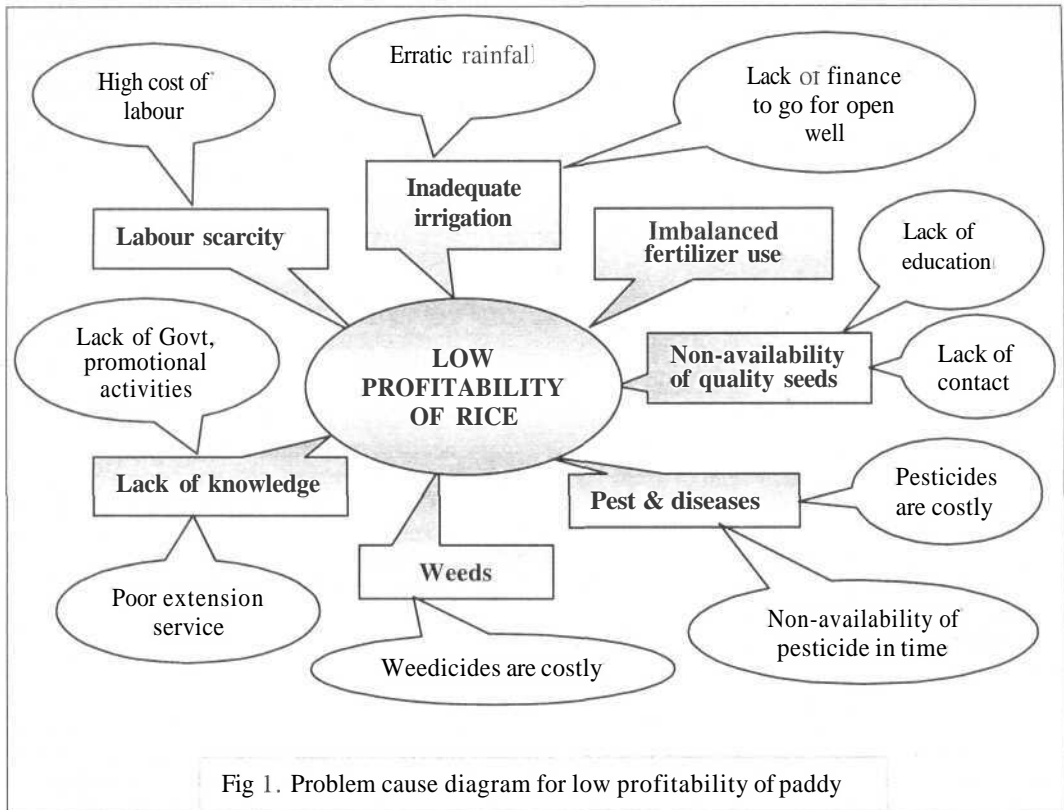 Erratic rainfall
High cost of
labour
Lack of finance
to go for open
well
Inadequate
irrigation
Labour scarcity
Imbalanced
fertilizer use
Lack of
education
Lack of Govt,
promotional
activities
LOW
PROFITABILITY
OF RICE
Non-availability
of quality seeds
Lack of
contact
Lack of knowledge
Pest & diseases
Pesticides
are costly
Weeds
Poor extension
service
Non-availability of
pesticide in time
Weedicides are costly
Fig 1. Problem cause diagram for low profitability of paddy